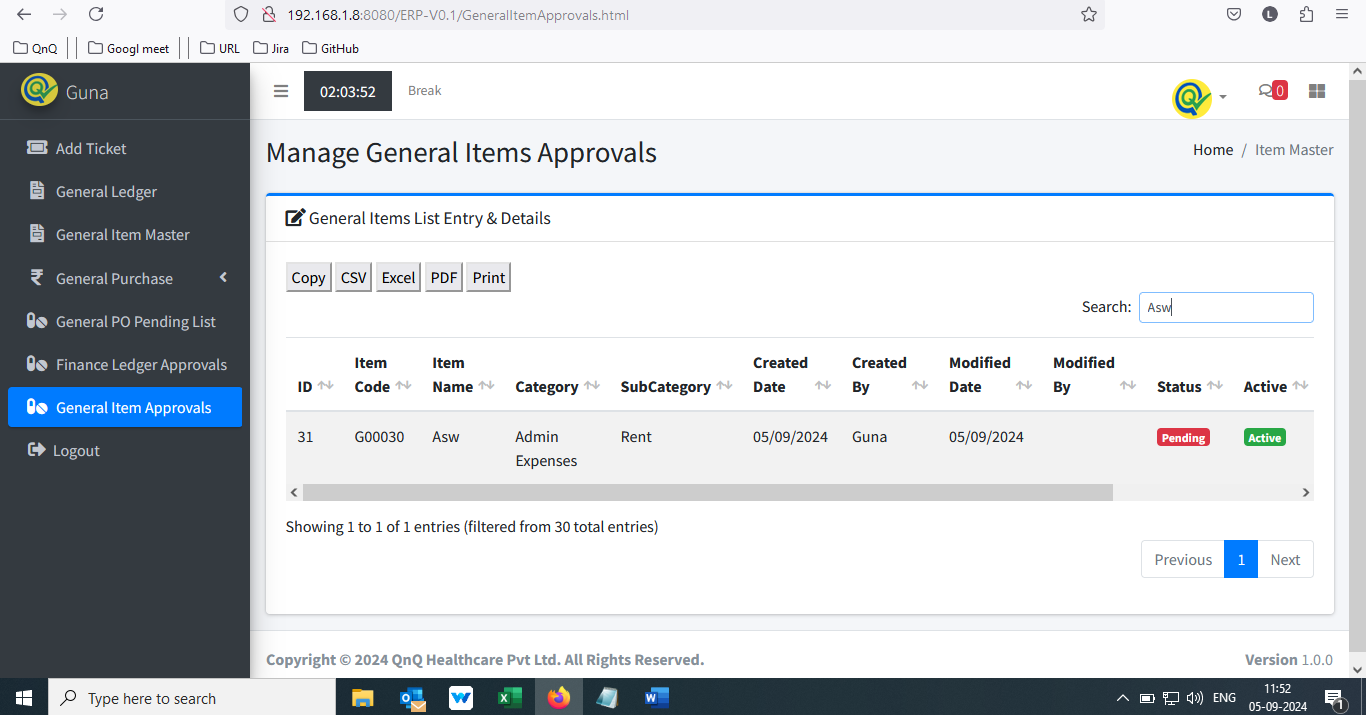 192.168.1.8:8080/ERP-V0.1/GeneralItemApprovals.html
L
QnQ
Googl meet
URL
Jira
GitHub
Guna
02:03:52
Break
0
Add Ticket
General Ledger
General Item Master
General Purchase
General PO Pending List
Finance Ledger Approvals
General Item Approvals
Logout
Manage General Items Approvals
Home / Item Master
General Items List Entry & Details
Copy CSV Excel PDF Print
Search: Asw
ID Item Code Item Name Category SubCategory Created Date Created By Modified Date Modified By Status Active
31 G00030 Asw Admin Expenses Rent 05/09/2024 Guna 05/09/2024 Pending Active
Showing 1 to 1 of 1 entries (filtered from 30 total entries)
Previous 1 Next
Copyright © 2024 QnQ Healthcare Pvt Ltd. All Rights Reserved.
Version 1.0.0
Type here to search
ENG
11:52
05-09-2024
1